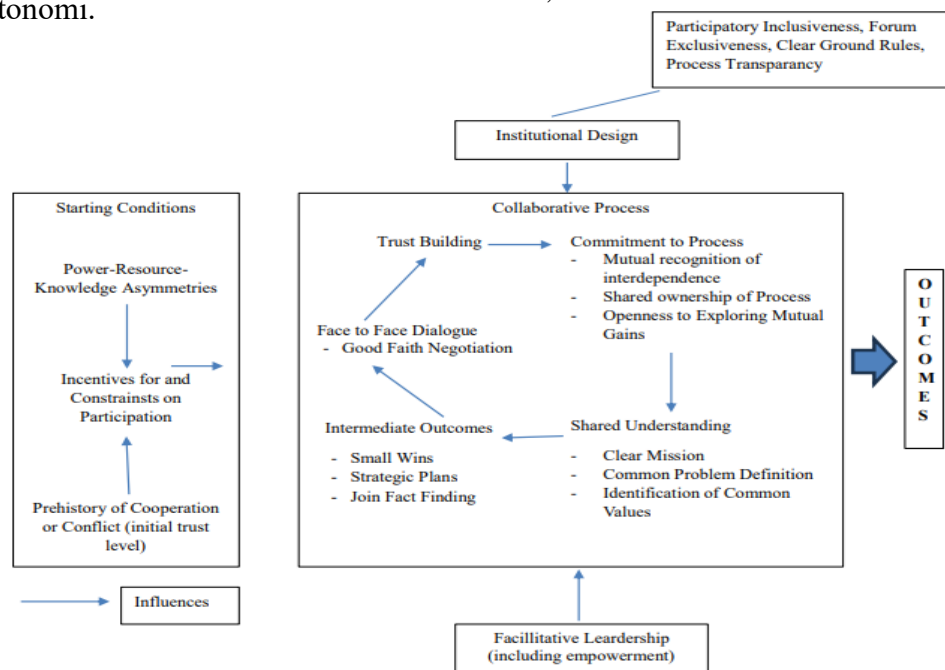 tonomi.
Participatory Inclusiveness, Forum
Exclusiveness, Clear Ground Rules,
Process Transparancy
Institutional Design
Starting Conditions
Power-Resource-
Knowledge Asymmetries
Incentives for and
Constrainsts on
Participation
Prehistory of Cooperation
or Conflict (initial trust
level)
Influences
Collaborative Process
Trust Building
Commitment to Process
- Mutual recognition of
interdependence
- Shared ownership of Process
- Openness to Exploring Mutual
Gains
Face to Face Dialogue
- Good Faith Negotiation
Intermediate Outcomes
- Small Wins
- Strategic Plans
- Join Fact Finding
Shared Understanding
- Clear Mission
- Common Problem Definition
- Identification of Common
Values
OUTCOMES
Facillitative Leardership
(including empowerment)